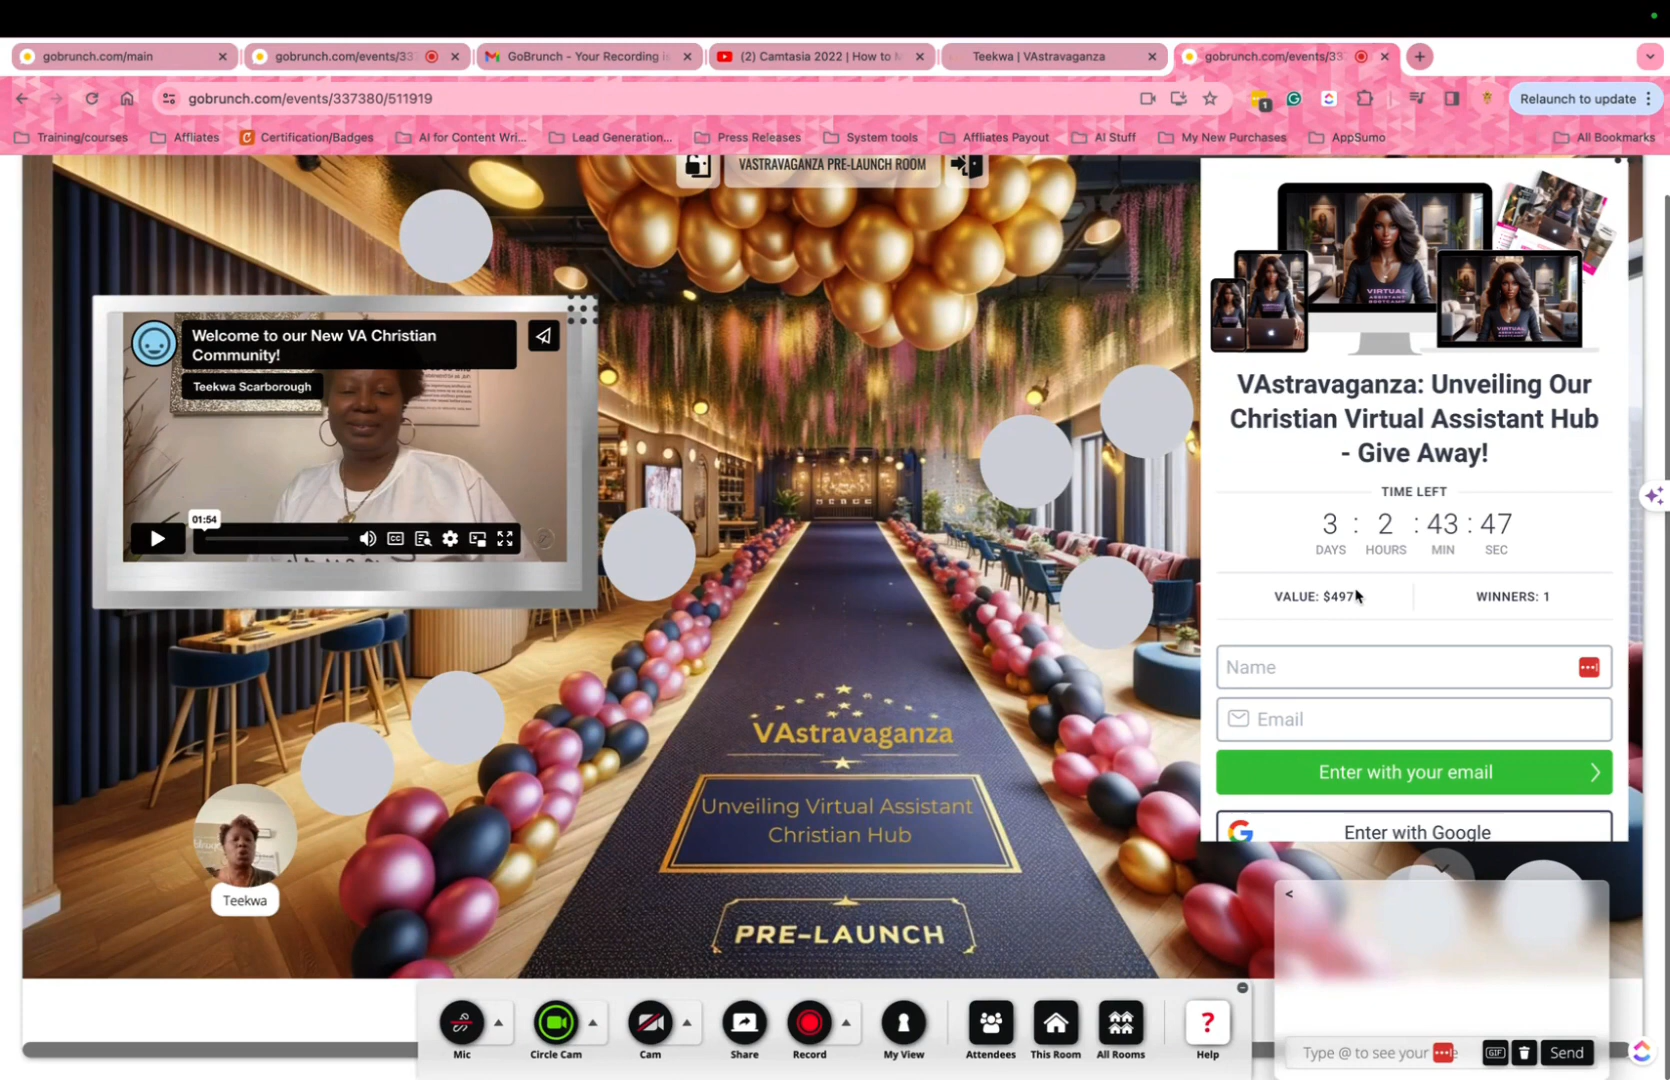 gobrunch.com/main
gobrunch.com/events/33
GoBrunch - Your Recording i
(2) Camtasia 2022 | How to
Teekwa | VAstravaganza
gobrunch.com/events/33
gobrunch.com/events/337380/511919
1
Relaunch to update
Training/courses
Affliates
Certification/Badges
AI for Content Wri...
Lead Generation...
Press Releases
System tools
Affliates Payout
AI Stuff
My New Purchases
AppSumo
All Bookmarks
VASTRAVAGANZA PRE-LAUNCH ROOM
Welcome to our New VA Christian
Community!
Teekwa Scarborough
01:54
CC
Teekwa
VAstravaganza
Unveiling Virtual Assistant
Christian Hub
PRE-LAUNCH
VIRTUAL
VAstravaganza: Unveiling Our
Christian Virtual Assistant Hub
- Give Away!
TIME LEFT
3 : 2 : 43 : 47
DAYS HOURS MIN SEC
VALUE: $497
WINNERS: 1
Name
Email
Enter with your email
Enter with Google
<
Type @ to see your
GIF
Send
Mic
Circle Cam
Cam
Share
Record
My View
Attendees
This Room
All Rooms
?
Help